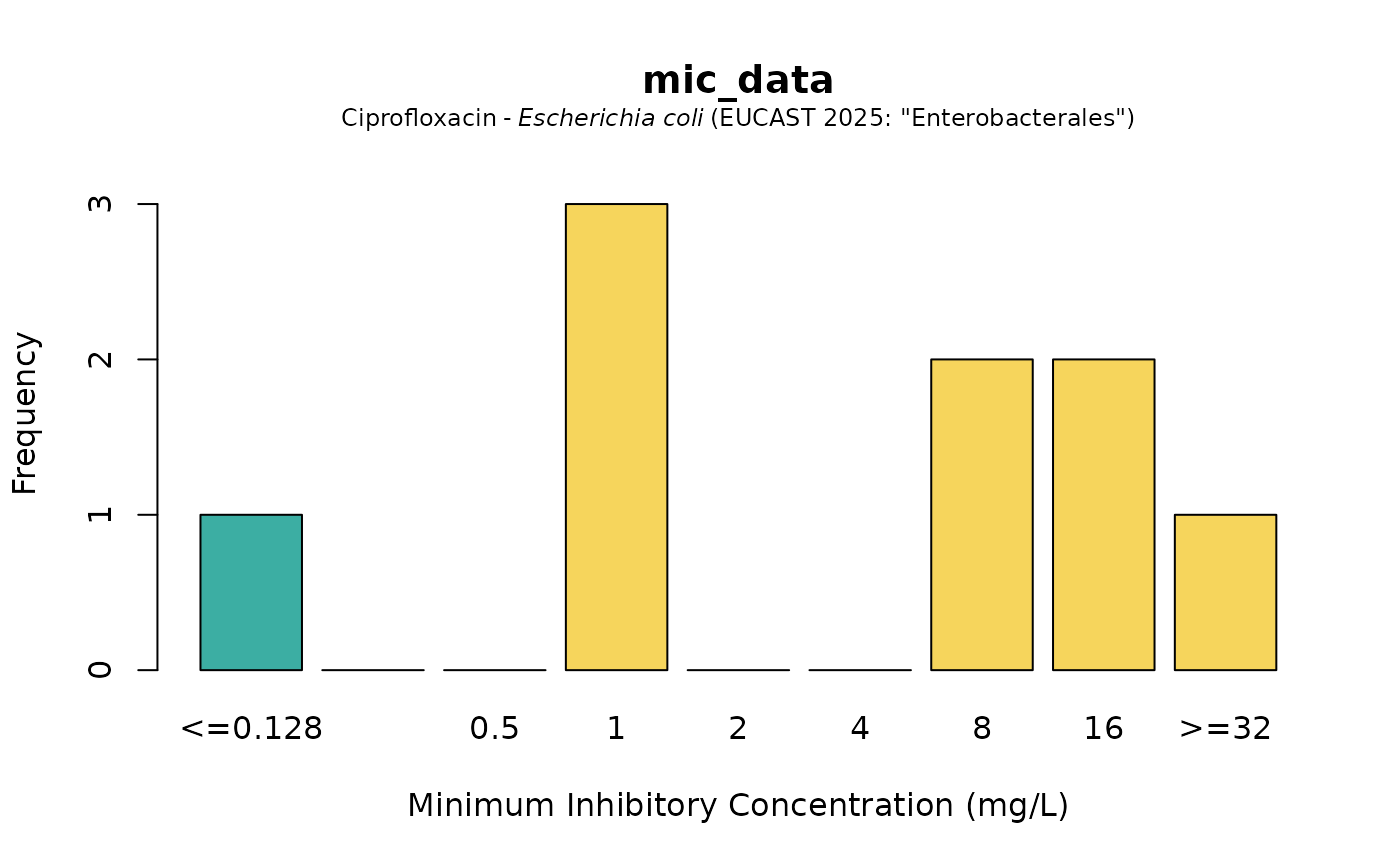 mic_data
Ciprofloxacin - Escherichia coli (EUCAST 2025: "Enterobacterales")
3
2
1
0
Frequency
<=0.128 0.5 1 2 4 8 16 >=32
Minimum Inhibitory Concentration (mg/L)